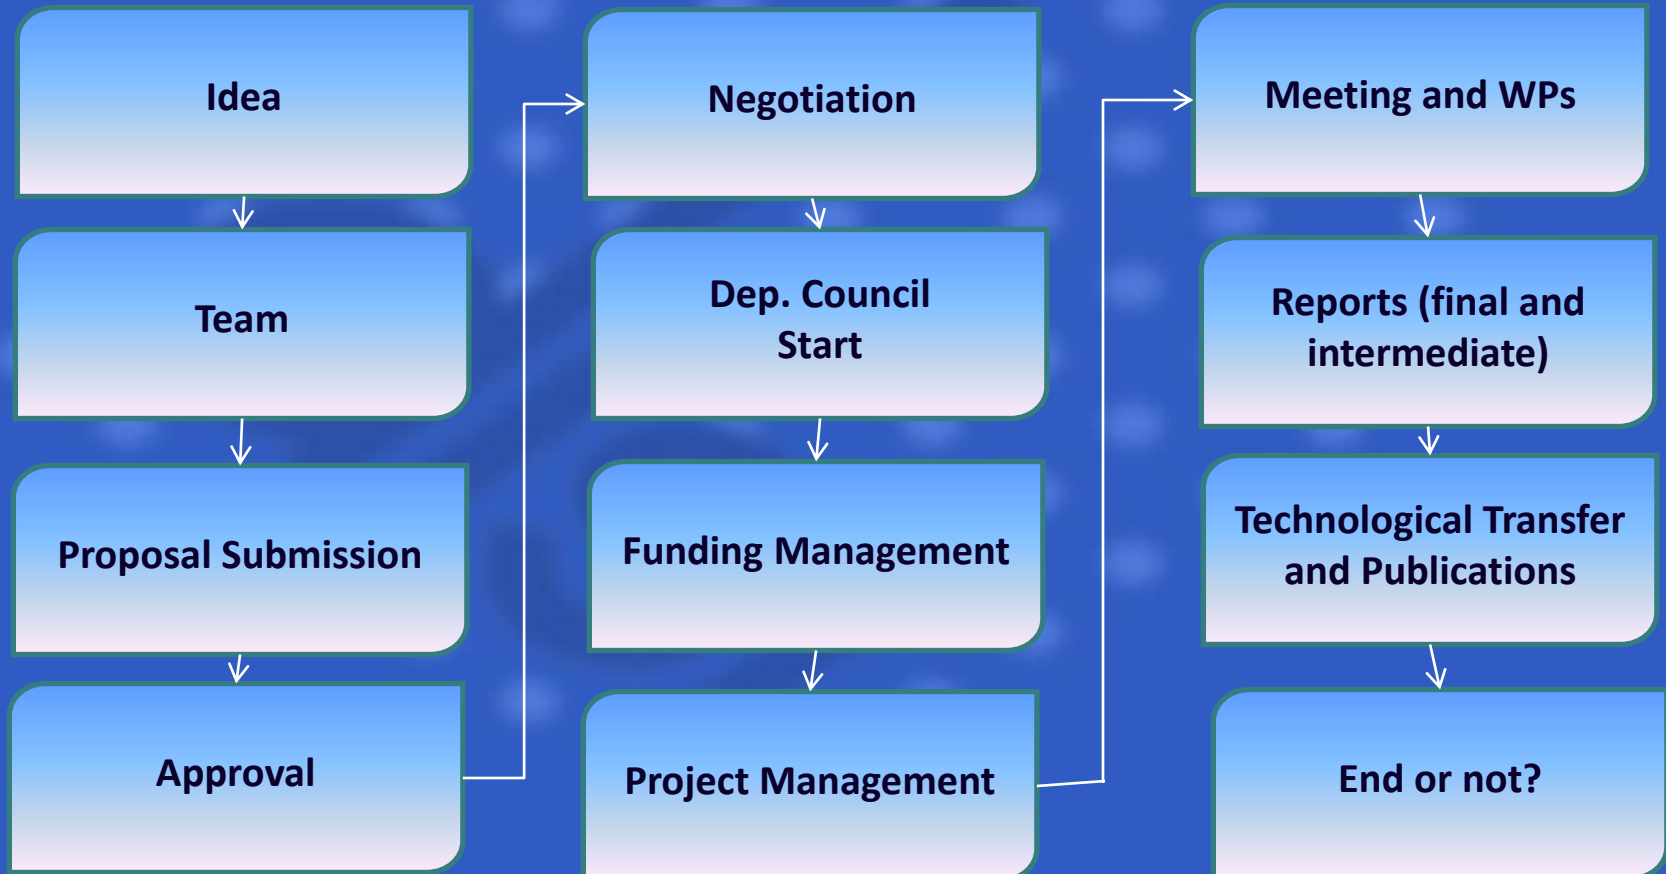 Idea
Team
Proposal Submission
Approval
Negotiation
Dep. Council
Start
Funding Management
Project Management
Meeting and WPs
Reports (final and
intermediate)
Technological Transfer
and Publications
End or not?